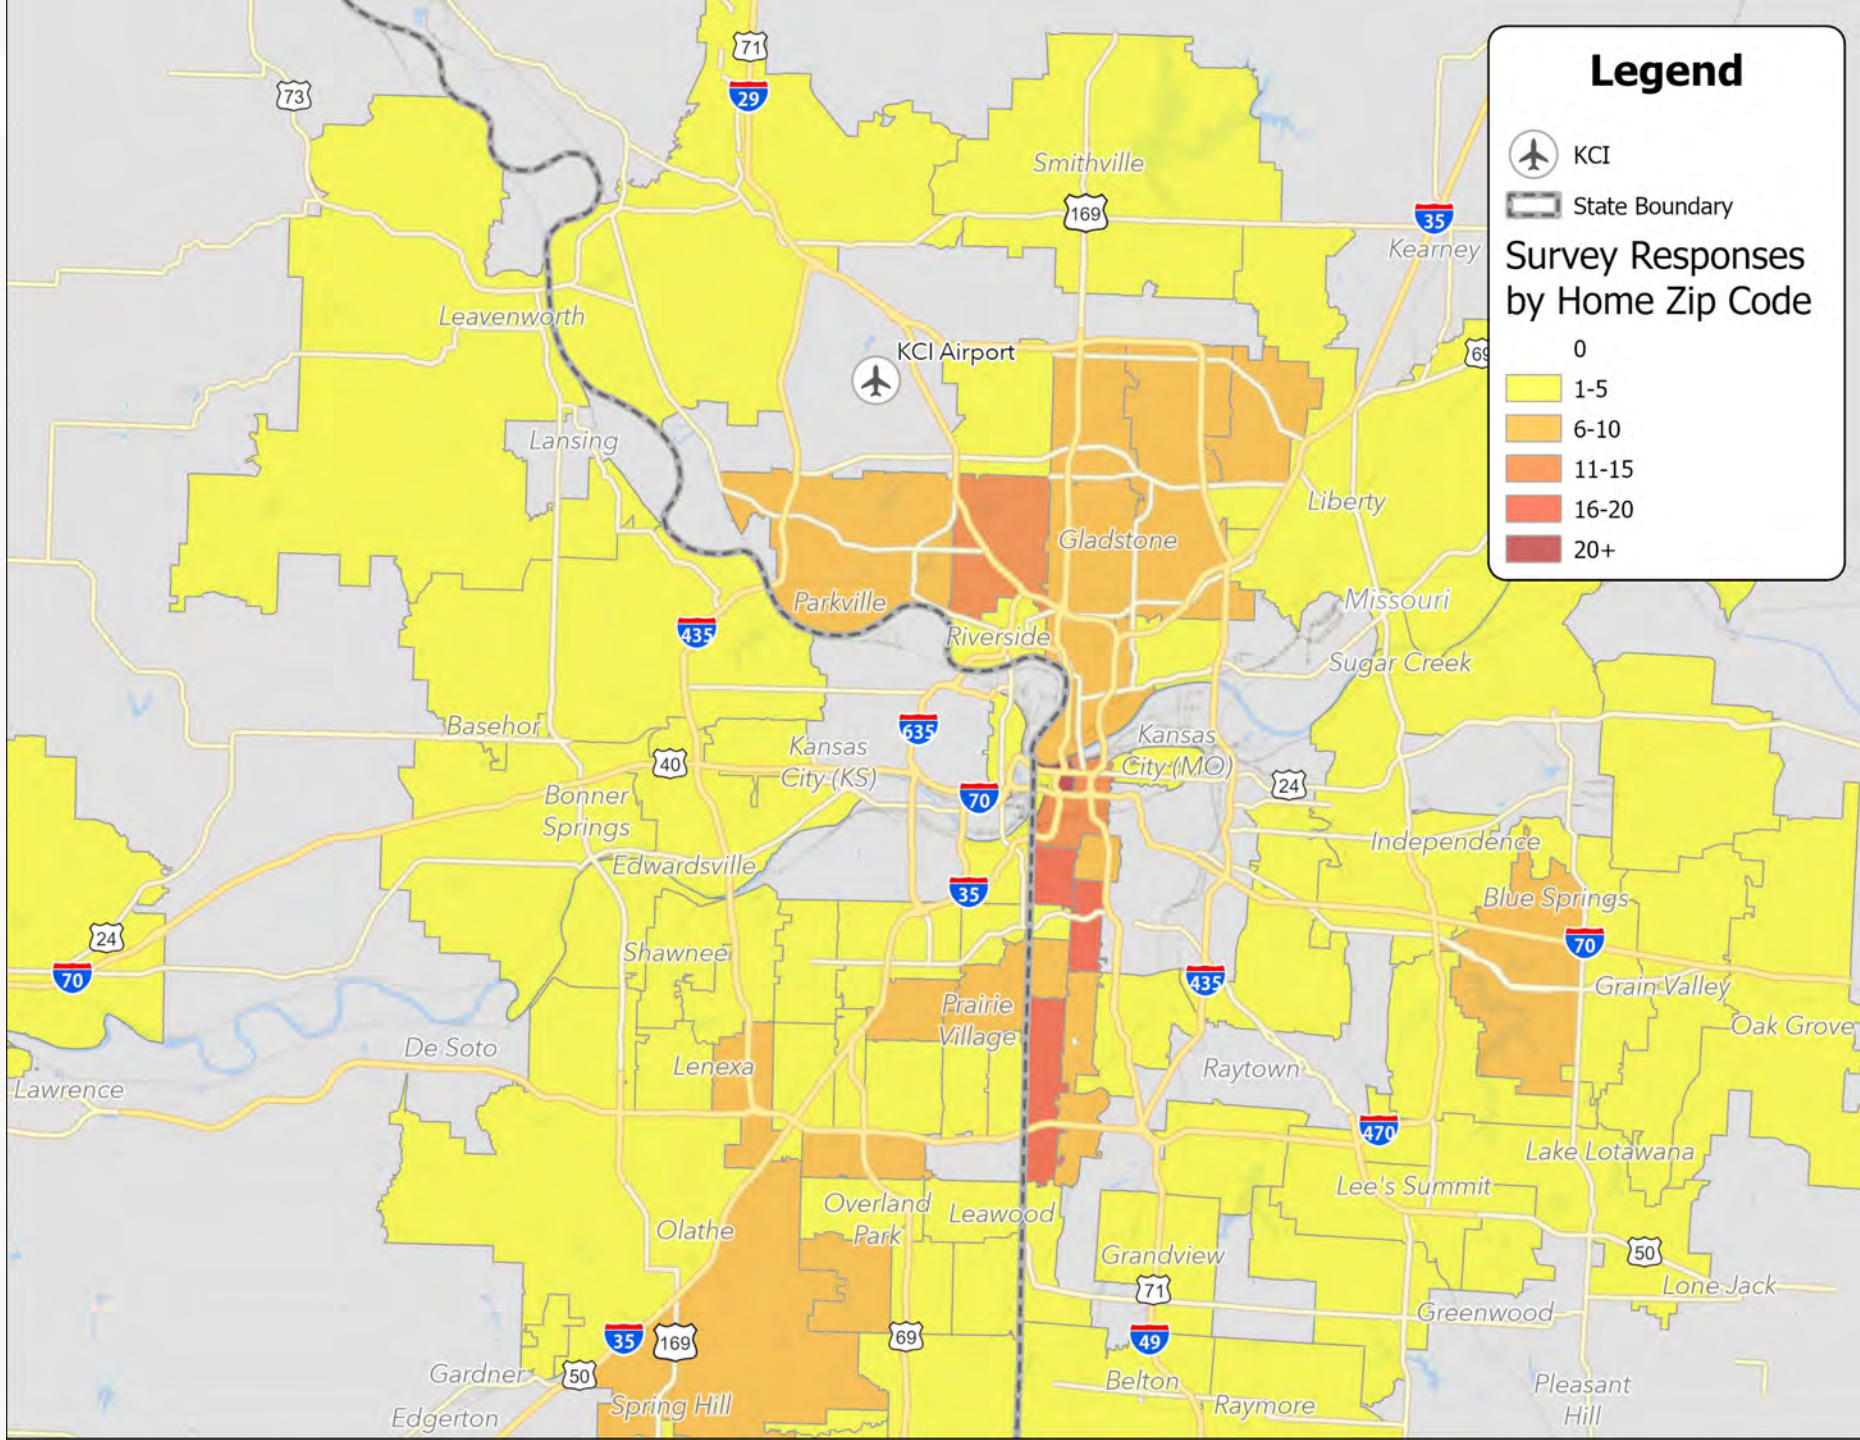 Legend
KCI
State Boundary
Survey Responses
by Home Zip Code
0
1-5
6-10
11-15
16-20
20+
71
29
73
Smithville
169
35
Kearney
Leavenworth
KCI Airport
69
Lansing
Liberty
Gladstone
Parkville
Missouri
435
Riverside
Sugar Creek
Basehor
635
Kansas
City (KS)
Kansas
City (MO)
40
24
70
Bonner
Springs
Independence
Edwardsville
35
Blue Springs
24
70
Shawnee
70
435
Grain Valley
Prairie
Village
Oak Grove
De Soto
Lenexa
Raytown
Lawrence
470
Lake Lotawana
Lee's Summit
Overland
Park
Leawood
Olathe
Grandview
50
71
Lone Jack
Greenwood
35
169
69
49
Gardner
50
Belton
Pleasant
Hill
Spring Hill
Raymore
Edgerton